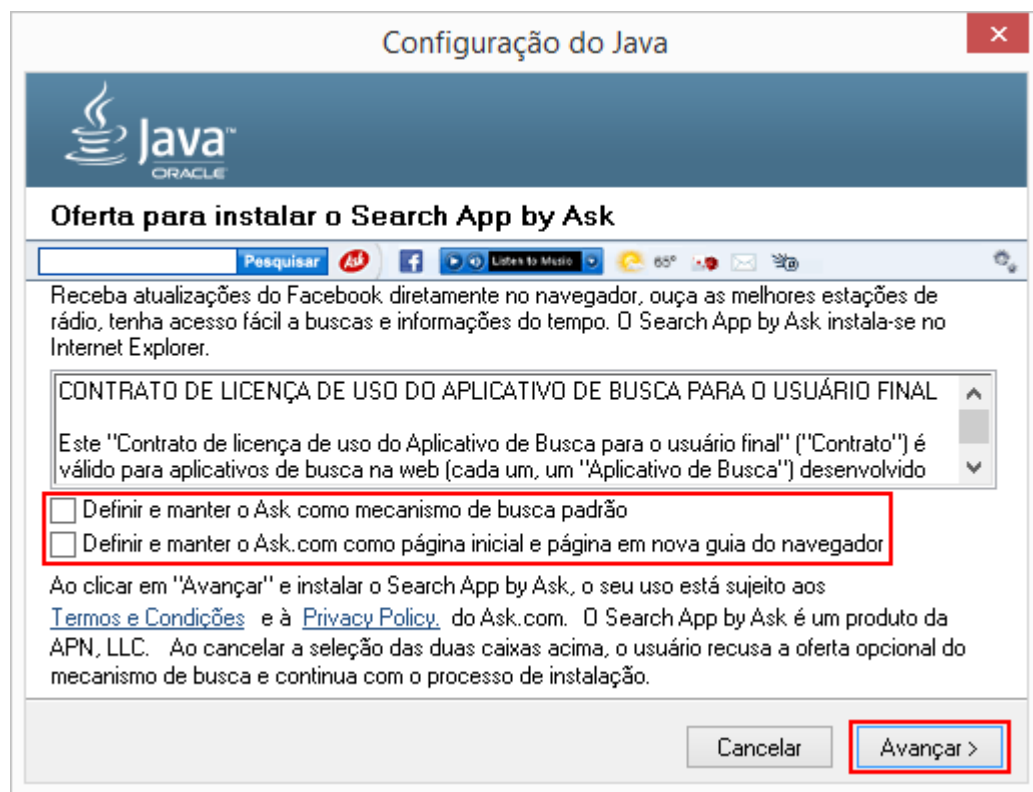 Configuração do Java
Java™
ORACLE
Oferta para instalar o Search App by Ask
Pesquisar Ask f Listen to Music 65°
Receba atualizações do Facebook diretamente no navegador, ouça as melhores estações de
rádio, tenha acesso fácil a buscas e informações do tempo. O Search App by Ask instala-se no
Internet Explorer.
CONTRATO DE LICENÇA DE USO DO APLICATIVO DE BUSCA PARA O USUÁRIO FINAL
Este "Contrato de licença de uso do Aplicativo de Busca para o usuário final" ("Contrato") é
válido para aplicativos de busca na web (cada um, um "Aplicativo de Busca") desenvolvido
Definir e manter o Ask como mecanismo de busca padrão
Definir e manter o Ask.com como página inicial e página em nova guia do navegador
Ao clicar em "Avançar" e instalar o Search App by Ask, o seu uso está sujeito aos
Termos e Condições e à Privacy Policy. do Ask.com. O Search App by Ask é um produto da
APN, LLC. Ao cancelar a seleção das duas caixas acima, o usuário recusa a oferta opcional do
mecanismo de busca e continua com o processo de instalação.
Cancelar
Avançar >